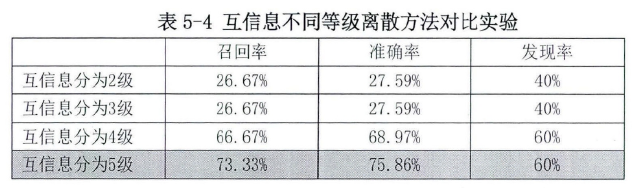 表 5-4 互信息不同等级离散方法对比实验
召回率 准确率 发现率
互信息分为2级 26.67% 27.59% 40%
互信息分为3级 26.67% 27.59% 40%
互信息分为4级 66.67% 68.97% 60%
互信息分为5级 73.33% 75.86% 60%